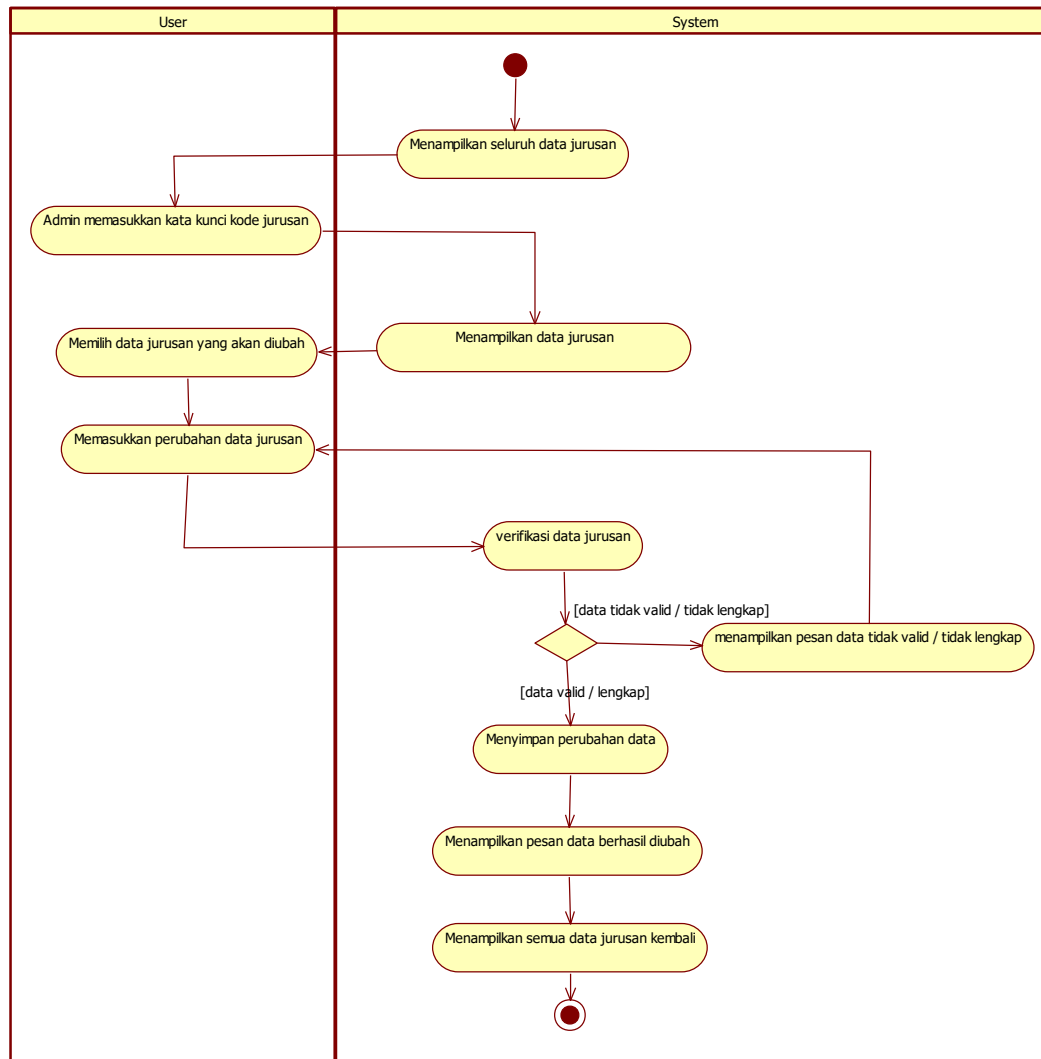 User
System
Menampilkan seluruh data jurusan
Admin memasukkan kata kunci kode jurusan
Menampilkan data jurusan
Memilih data jurusan yang akan diubah
Memasukkan perubahan data jurusan
verifikasi data jurusan
[data tidak valid / tidak lengkap]
menampilkan pesan data tidak valid / tidak lengkap
[data valid / lengkap]
Menyimpan perubahan data
Menampilkan pesan data berhasil diubah
Menampilkan semua data jurusan kembali